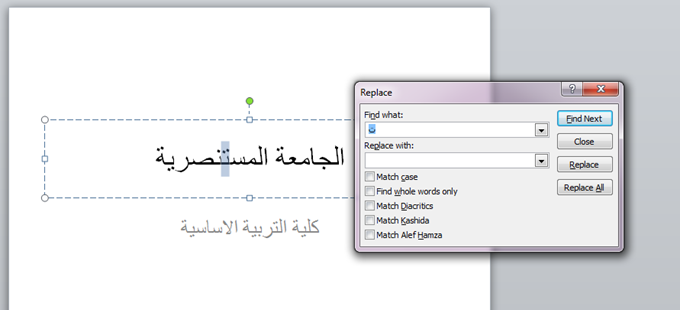 الجامعة المستنصرية
كلية التربية الاساسية
Replace
Find what:
Find Next
Close
Replace with:
Replace
Match case
Replace All
Find whole words only
Match Diacritics
Match Kashida
Match Alef Hamza